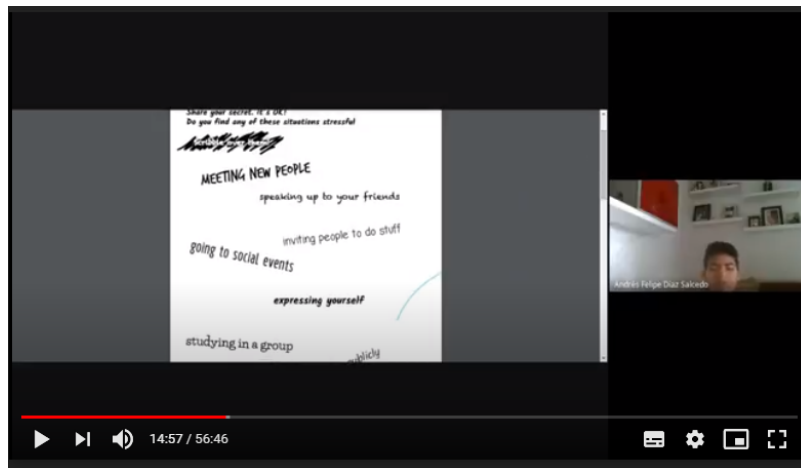 Share your secret. It's OK!
Do you find any of these situations stressful
MEETING NEW PEOPLE
speaking up to your friends
inviting people to do stuff
going to social events
expressing yourself
studying in a group
Andrés Felipe Diaz Salcedo
14:57 / 56:46